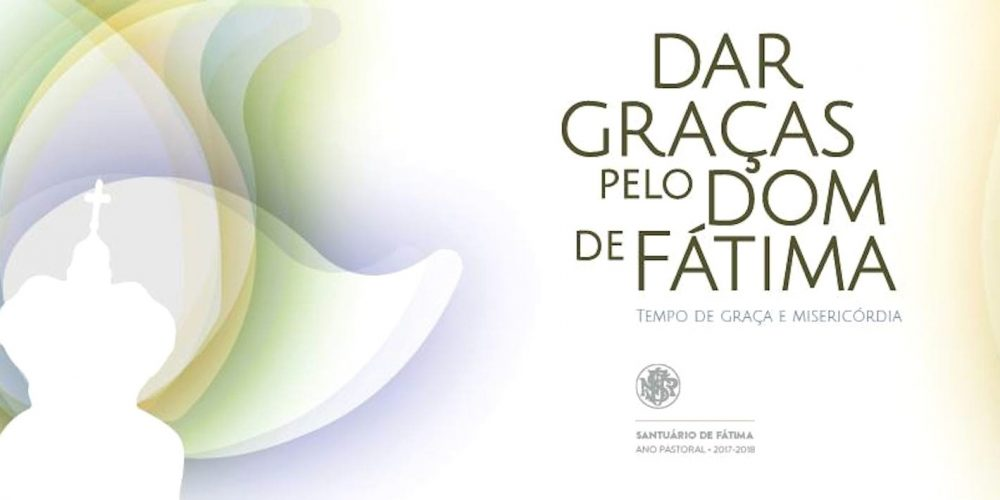 DAR
GRAÇAS
PELO DOM
DE FÁTIMA
TEMPO DE GRAÇA E MISERICÓRDIA
SANTUÁRIO DE FÁTIMA
ANO PASTORAL • 2017-2018